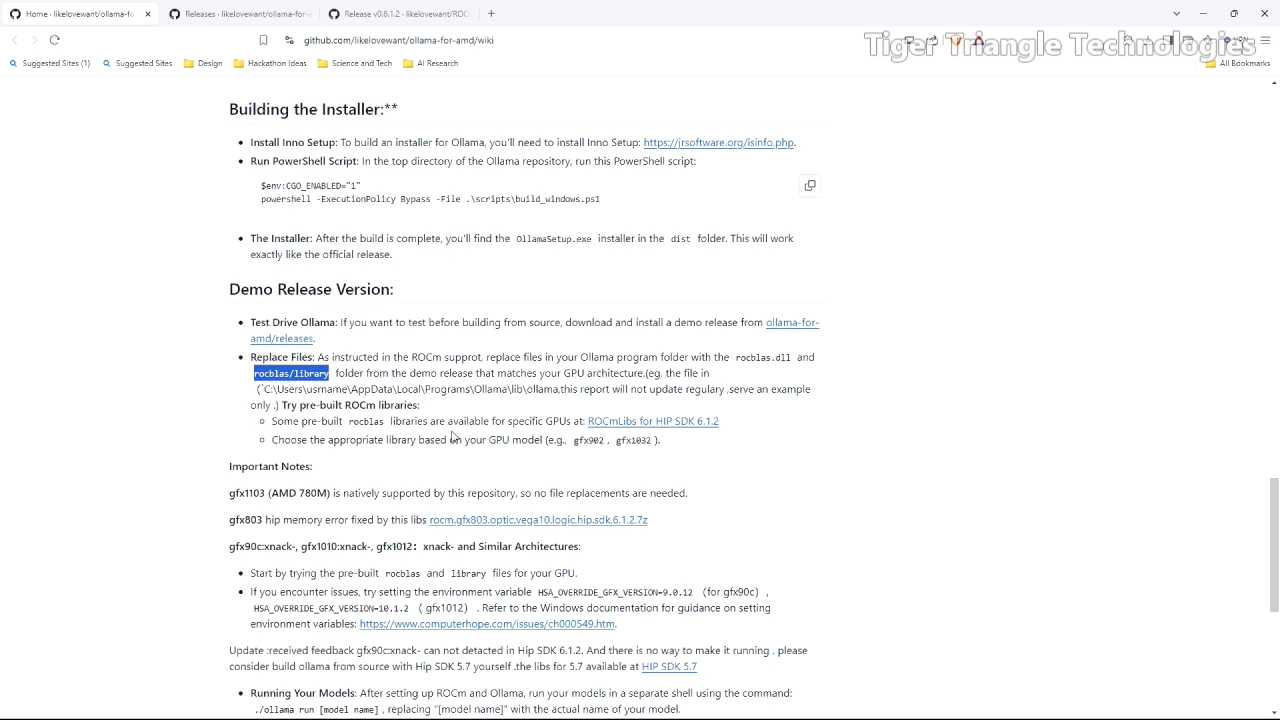 Home · likelovewant/ollama-fo
Releases · likelovewant/ollama-for-a
Release v0.6.1.2 · likelovewant/ROC
github.com/likelovewant/ollama-for-amd/wiki
VPN
Tiger Triangle Technologies
Suggested Sites (1)
Suggested Sites
Design
Hackathon Ideas
Science and Tech
AI Research
All Bookmarks
Building the Installer:**
• Install Inno Setup: To build an installer for Ollama, you'll need to install Inno Setup: https://jrsoftware.org/isinfo.php.
• Run PowerShell Script: In the top directory of the Ollama repository, run this PowerShell script:
$env:CGO_ENABLED="1"
powershell -ExecutionPolicy Bypass -File .\scripts\build_windows.ps1
• The Installer: After the build is complete, you'll find the OllamaSetup.exe installer in the dist folder. This will work
exactly like the official release.
Demo Release Version:
• Test Drive Ollama: If you want to test before building from source, download and install a demo release from ollama-for-
amd/releases.
• Replace Files: As instructed in the ROCm supprot, replace files in your Ollama program folder with the rocblas.dll and
rocblas/library folder from the demo release that matches your GPU architecture.(eg. the file in
(`C:\Users\usrname\AppData\Local\Programs\Ollama\lib\ollama,this report will not update regulary ,serve an example
only .) Try pre-built ROCm libraries:
◦ Some pre-built rocblas libraries are available for specific GPUs at: ROCmLibs for HIP SDK 6.1.2
◦ Choose the appropriate library based on your GPU model (e.g., gfx902 , gfx1032 ).
Important Notes:
gfx1103 (AMD 780M) is natively supported by this repository, so no file replacements are needed.
gfx803 hip memory error fixed by this libs rocm.gfx803.optic.vega10.logic.hip.sdk.6.1.2.7z
gfx90c:xnack-, gfx1010:xnack-, gfx1012：xnack- and Similar Architectures:
• Start by trying the pre-built rocblas and library files for your GPU.
• If you encounter issues, try setting the environment variable HSA_OVERRIDE_GFX_VERSION=9.0.12 (for gfx90c) ,
HSA_OVERRIDE_GFX_VERSION=10.1.2 ( gfx1012) . Refer to the Windows documentation for guidance on setting
environment variables: https://www.computerhope.com/issues/ch000549.htm.
Update :received feedback gfx90c:xnack- can not detacted in Hip SDK 6.1.2. And there is no way to make it running . please
consider build ollama from source with Hip SDK 5.7 yourself .the libs for 5.7 available at HIP SDK 5.7
• Running Your Models: After setting up ROCm and Ollama, run your models in a separate shell using the command:
./ollama run [model name] , replacing "[model name]" with the actual name of your model.